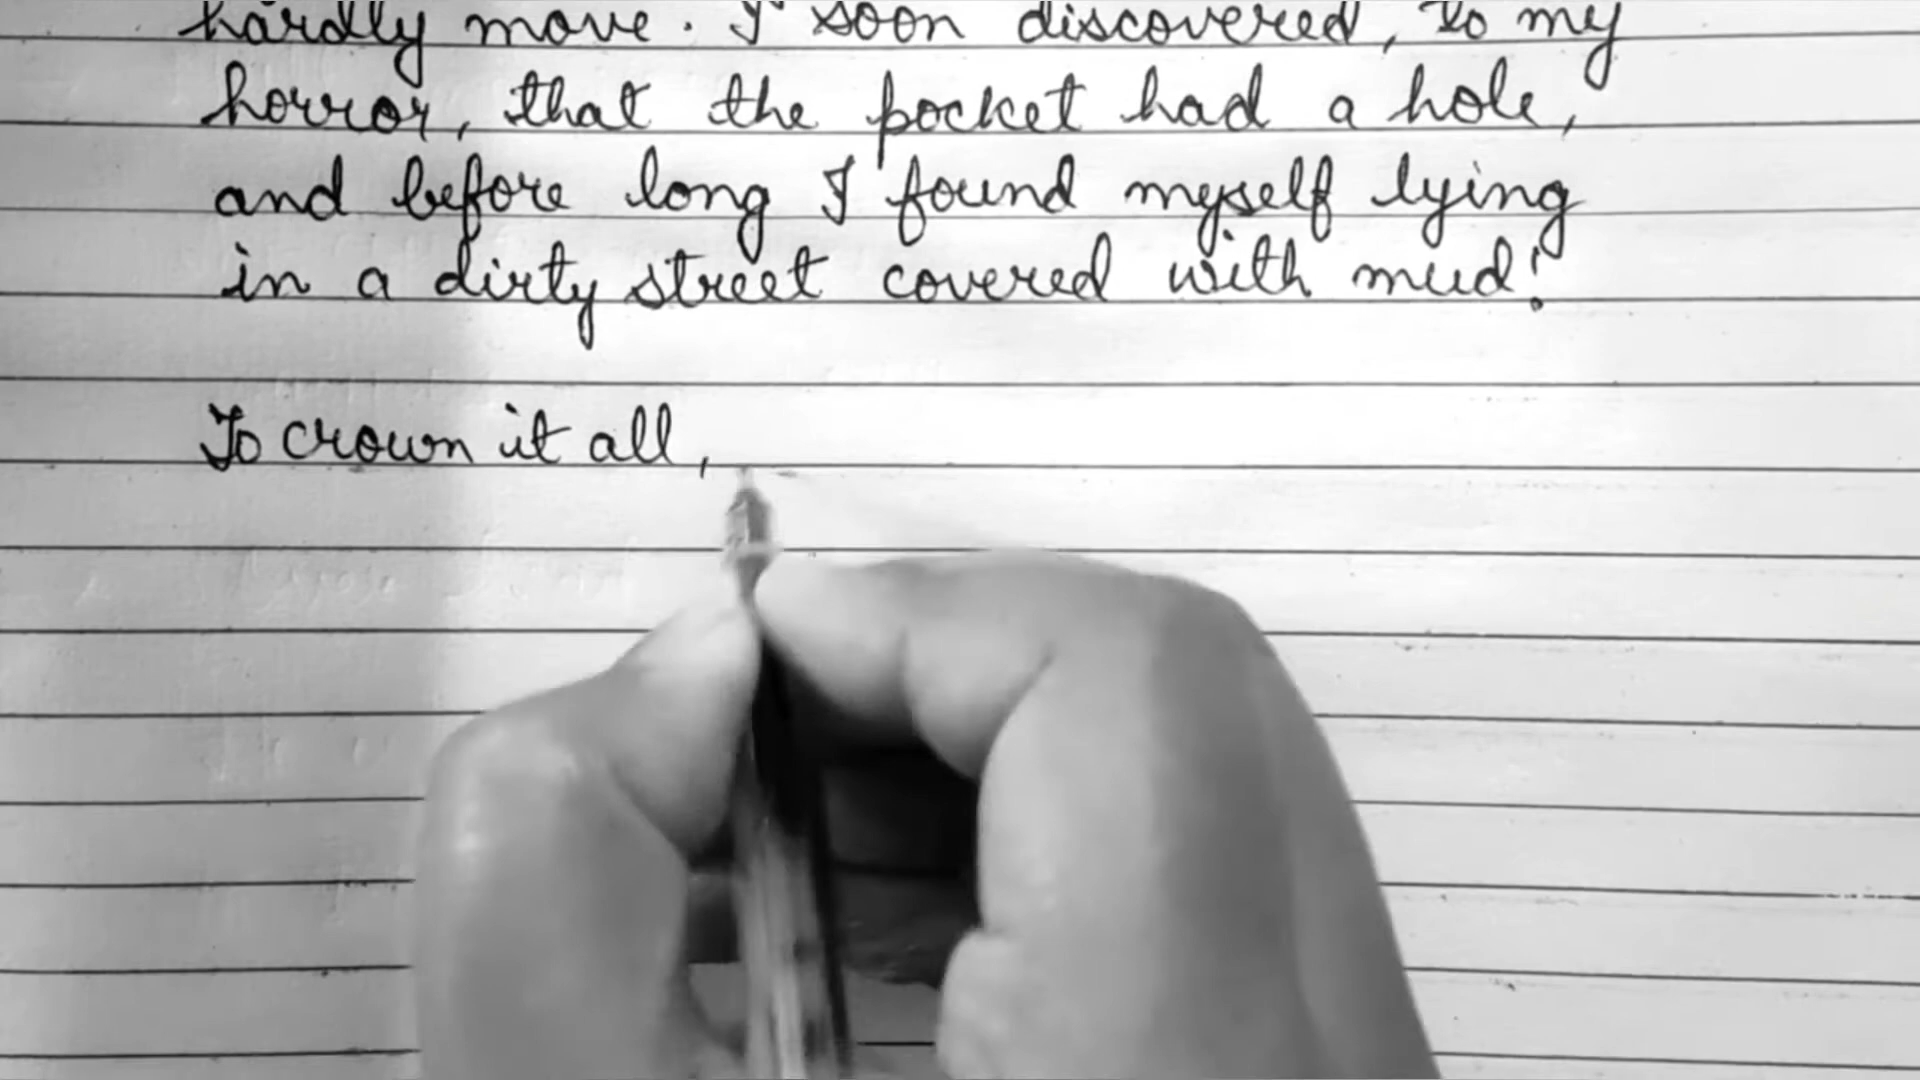 hardly move. I soon discovered, to my
horror, that the pocket had a hole,
and before long I found myself lying
in a dirty street covered with mud!
To crown it all,